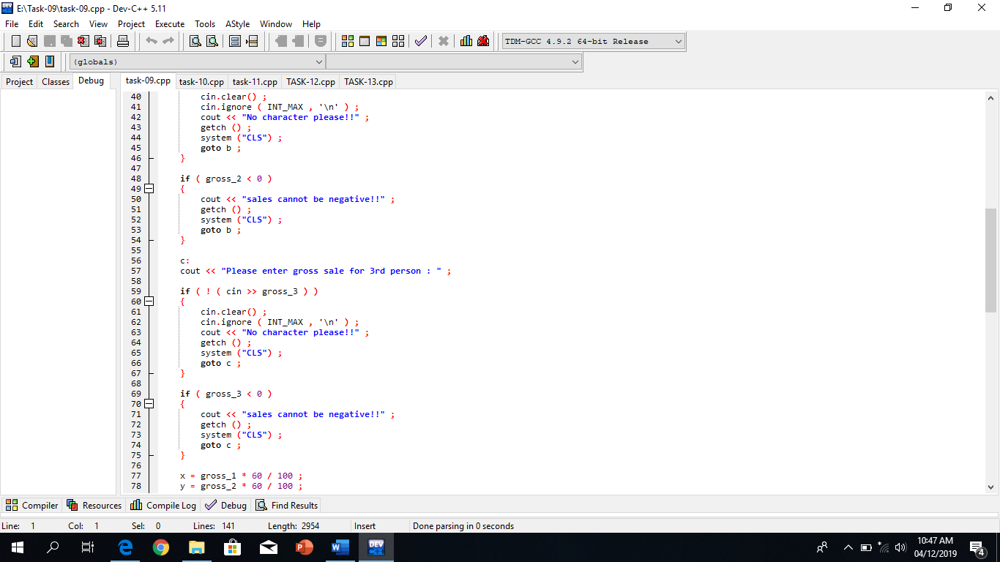 E:\Task-09\task-09.cpp - Dev-C++ 5.11
File Edit Search View Project Execute Tools AStyle Window Help
TDM-GCC 4.9.2 64-bit Release
(globals)
Project Classes Debug
task-09.cpp task-10.cpp task-11.cpp TASK-12.cpp TASK-13.cpp
40 cin.clear() ;
41 cin.ignore ( INT_MAX , '\n' ) ;
42 cout << "No character please!!" ;
43 getch () ;
44 system ("CLS") ;
45 goto b ;
46 }
47
48 if ( gross_2 < 0 )
49 {
50 cout << "sales cannot be negative!!" ;
51 getch () ;
52 system ("CLS") ;
53 goto b ;
54 }
55
56 c:
57 cout << "Please enter gross sale for 3rd person : " ;
58
59 if ( ! ( cin >> gross_3 ) )
60 {
61 cin.clear() ;
62 cin.ignore ( INT_MAX , '\n' ) ;
63 cout << "No character please!!" ;
64 getch () ;
65 system ("CLS") ;
66 goto c ;
67 }
68
69 if ( gross_3 < 0 )
70 {
71 cout << "sales cannot be negative!!" ;
72 getch () ;
73 system ("CLS") ;
74 goto c ;
75 }
76
77 x = gross_1 * 60 / 100 ;
78 y = gross_2 * 60 / 100 ;
Compiler Resources Compile Log Debug Find Results
Line: 1 Col: 1 Sel: 0 Lines: 141 Length: 2954 Insert Done parsing in 0 seconds
10:47 AM
04/12/2019
4